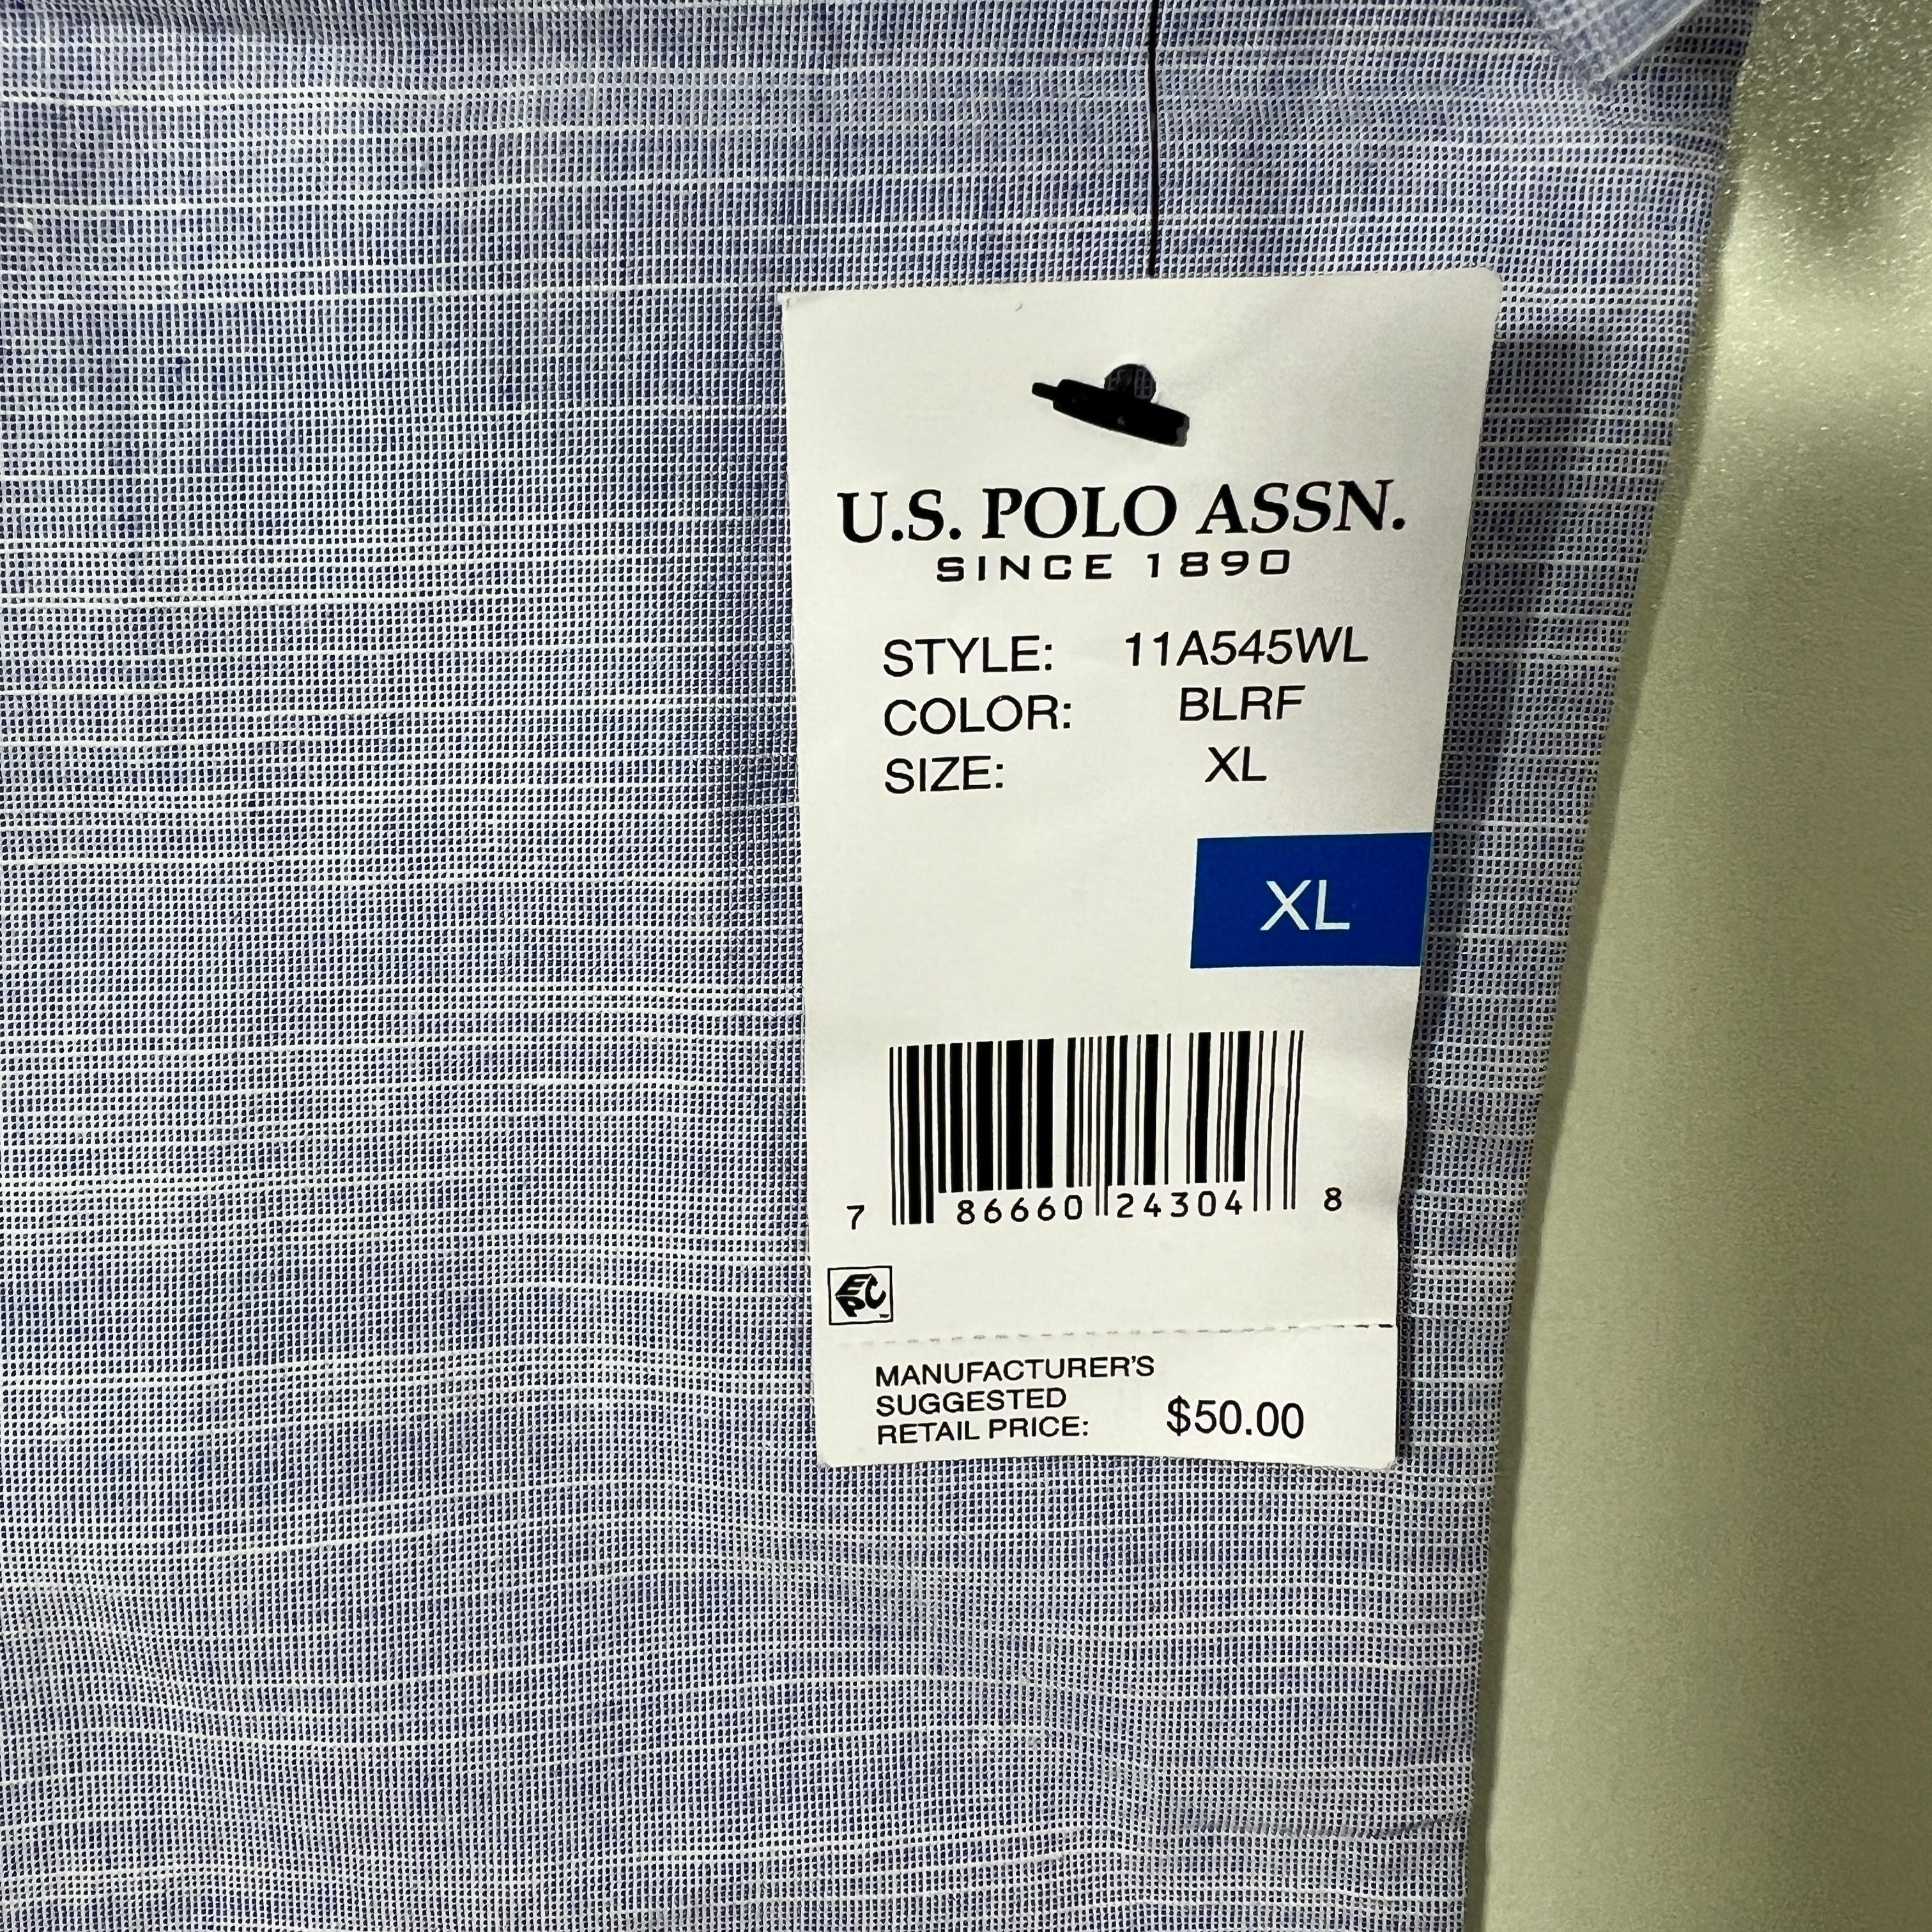 U.S. POLO ASSN.
SINCE 1890
STYLE: 11A545WL
COLOR: BLRF
SIZE: XL
XL
7 86660 24304 8
EPC
MANUFACTURER'S
SUGGESTED
RETAIL PRICE: $50.00